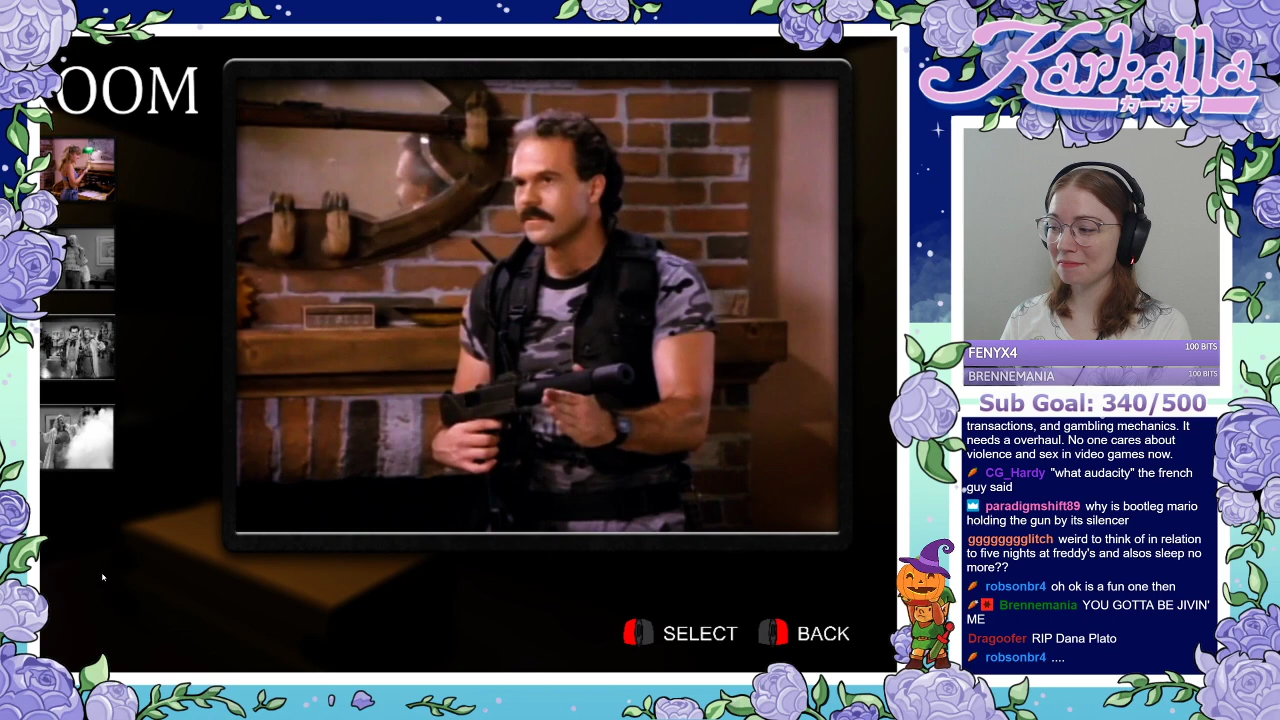 OOM
SELECT
BACK
Karkalla
カーカラ
FENYX4 100 BITS
BRENNEMANIA 100 BITS
Sub Goal: 340/500
transactions, and gambling mechanics. It
needs a overhaul. No one cares about
violence and sex in video games now.
CG_Hardy "what audacity" the french
guy said
paradigmshift89 why is bootleg mario
holding the gun by its silencer
ggggggglitch weird to think of in relation
to five nights at freddy's and alsos sleep no
more??
robsonbr4 oh ok is a fun one then
Brennemania YOU GOTTA BE JIVIN'
ME
Dragoofer RIP Dana Plato
robsonbr4 ....